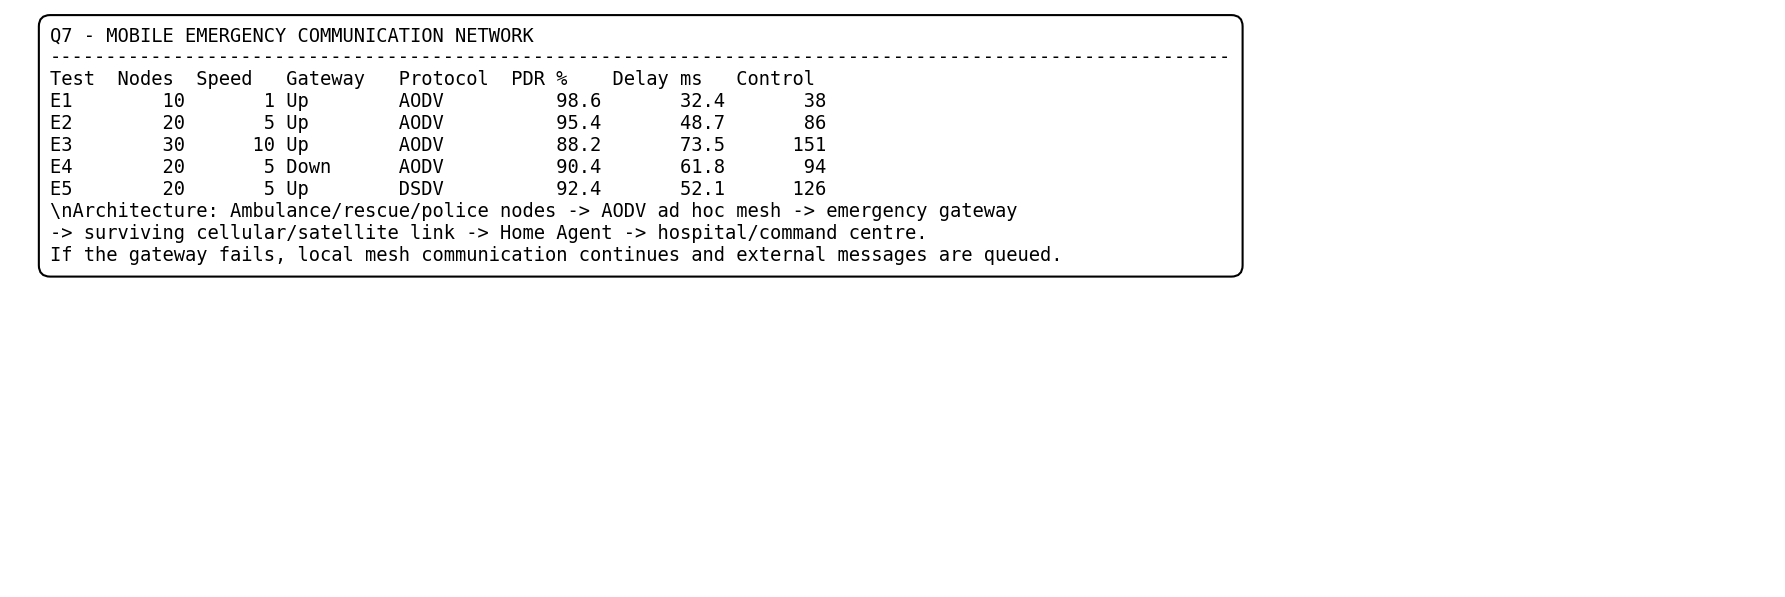 Q7 - MOBILE EMERGENCY COMMUNICATION NETWORK
---------------------------------------------------------------------------------------------------------
Test  Nodes  Speed   Gateway   Protocol  PDR %    Delay ms   Control
E1        10       1 Up        AODV          98.6       32.4       38
E2        20       5 Up        AODV          95.4       48.7       86
E3        30      10 Up        AODV          88.2       73.5      151
E4        20       5 Down      AODV          90.4       61.8       94
E5        20       5 Up        DSDV          92.4       52.1      126
\nArchitecture: Ambulance/rescue/police nodes -> AODV ad hoc mesh -> emergency gateway
-> surviving cellular/satellite link -> Home Agent -> hospital/command centre.
If the gateway fails, local mesh communication continues and external messages are queued.